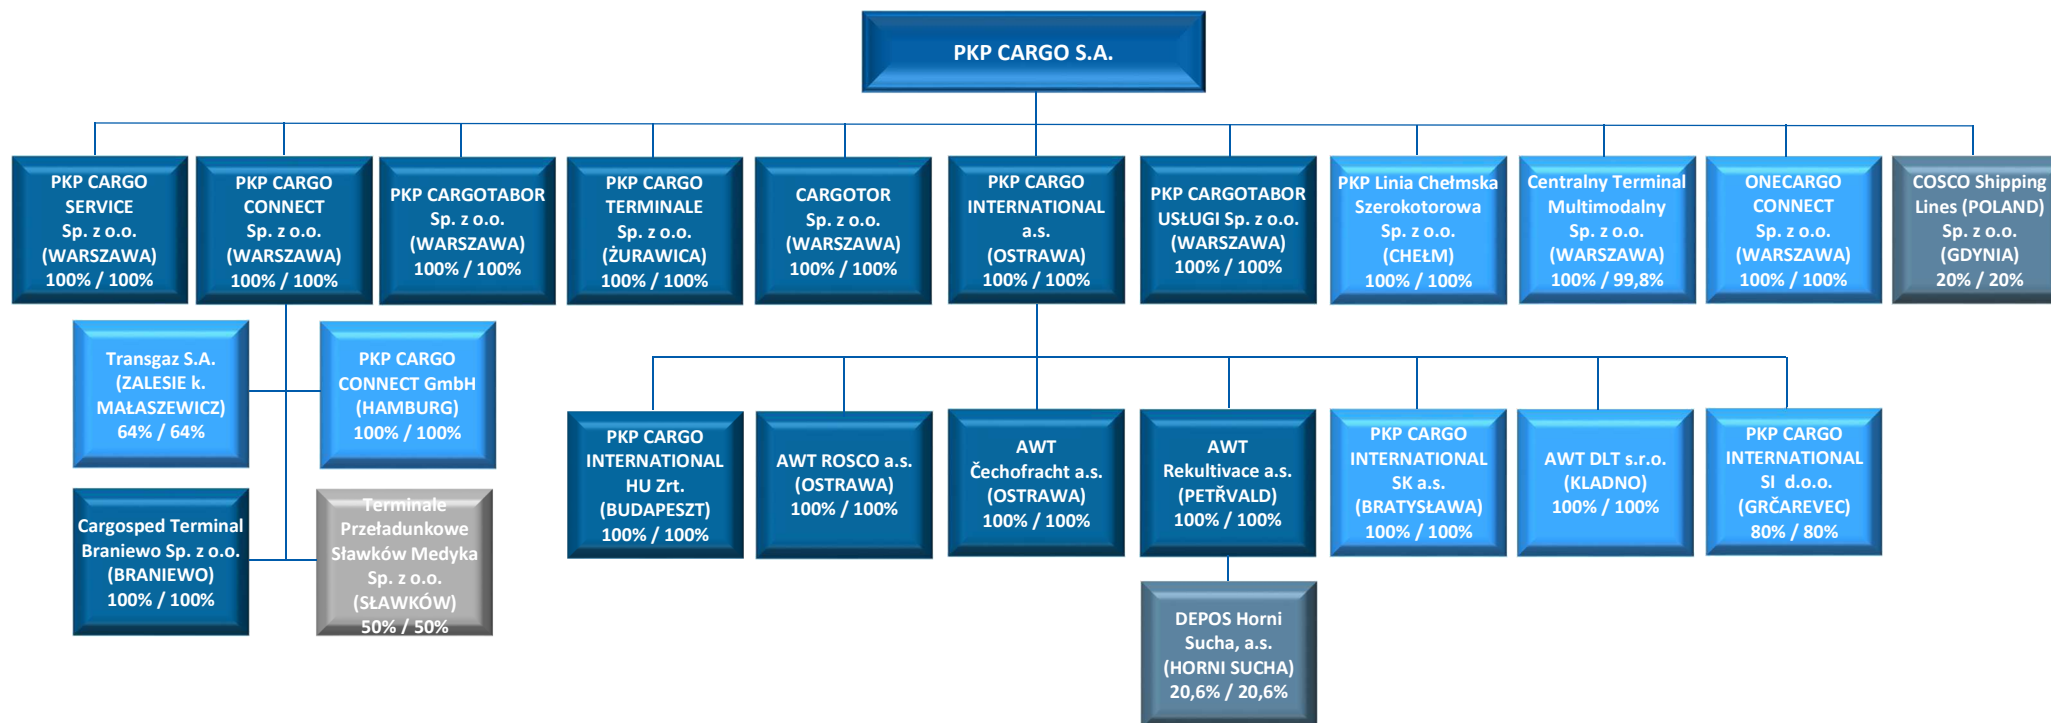 PKP CARGO S.A.
PKP CARGO
SERVICE
Sp. z o.o.
(WARSZAWA)
100% / 100%
PKP CARGO
CONNECT
Sp. z o.o.
(WARSZAWA)
100% / 100%
PKP CARGOTABOR
Sp. z o.o.
(WARSZAWA)
100% / 100%
PKP CARGO
TERMINALE
Sp. z o.o.
(ŻURAWICA)
100% / 100%
CARGOTOR
Sp. z o.o.
(WARSZAWA)
100% / 100%
PKP CARGO
INTERNATIONAL
a.s.
(OSTRAWA)
100% / 100%
PKP CARGOTABOR
USŁUGI Sp. z o.o.
(WARSZAWA)
100% / 100%
PKP Linia Chełmska
Szerokotorowa
Sp. z o.o.
(CHEŁM)
100% / 100%
Centralny Terminal
Multimodalny
Sp. z o.o.
(WARSZAWA)
100% / 99,8%
ONECARGO
CONNECT
Sp. z o.o.
(WARSZAWA)
100% / 100%
COSCO Shipping
Lines (POLAND)
Sp. z o.o.
(GDYNIA)
20% / 20%
Transgaz S.A.
(ZALESIE k.
MAŁASZEWICZ)
64% / 64%
PKP CARGO
CONNECT GmbH
(HAMBURG)
100% / 100%
Cargosped Terminal
Braniewo Sp. z o.o.
(BRANIEWO)
100% / 100%
Terminale
Przeładunkowe
Sławków Medyka
Sp. z o.o.
(SŁAWKÓW)
50% / 50%
PKP CARGO
INTERNATIONAL
HU Zrt.
(BUDAPESZT)
100% / 100%
AWT ROSCO a.s.
(OSTRAWA)
100% / 100%
AWT
Čechofracht a.s.
(OSTRAWA)
100% / 100%
AWT
Rekultivace a.s.
(PETŘVALD)
100% / 100%
PKP CARGO
INTERNATIONAL
SK a.s.
(BRATYSŁAWA)
100% / 100%
AWT DLT s.r.o.
(KLADNO)
100% / 100%
PKP CARGO
INTERNATIONAL
SI d.o.o.
(GRČAREVEC)
80% / 80%
DEPOS Horni
Sucha, a.s.
(HORNI SUCHA)
20,6% / 20,6%